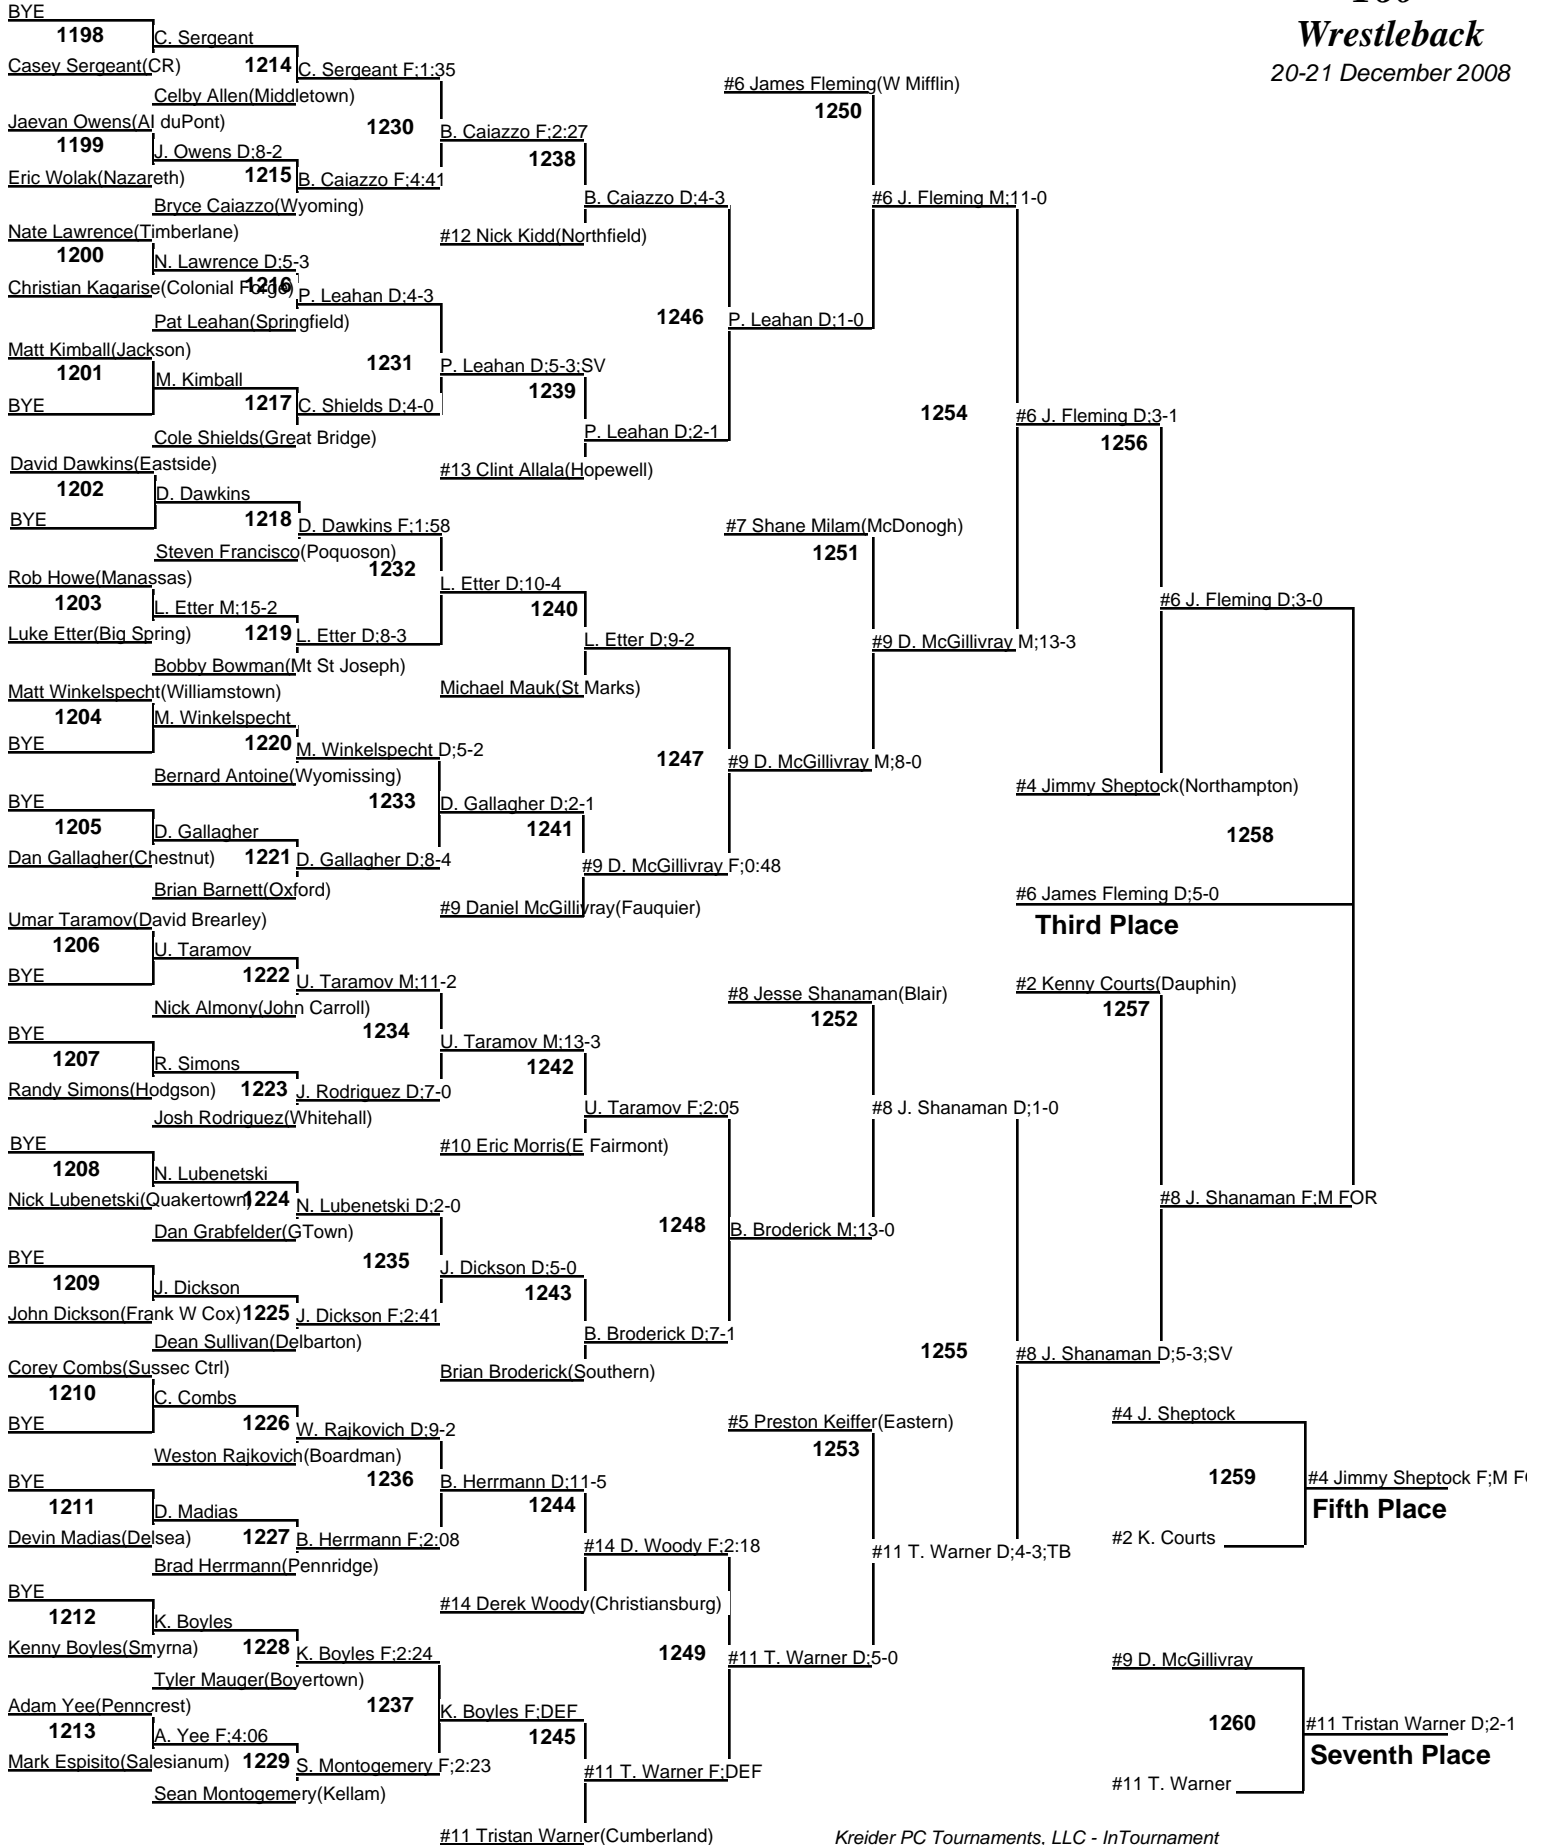 Wrestleback
20-21 December 2008
BYE
1198
C. Sergeant
Casey Sergeant(CR)
1214
C. Sergeant F;1:35
Celby Allen(Middletown)
Jaevan Owens(AI duPont)
1230
1199
J. Owens D;8-2
B. Caiazzo F;2:27
1238
Eric Wolak(Nazareth)
1215
B. Caiazzo F;4:41
Bryce Caiazzo(Wyoming)
B. Caiazzo D;4-3
#6 James Fleming(W Mifflin)
1250
#6 J. Fleming M;11-0
Nate Lawrence(Timberlane)
#12 Nick Kidd(Northfield)
1200
N. Lawrence D;5-3
Christian Kagarise(Colonial Forge)
1216
P. Leahan D;4-3
Pat Leahan(Springfield)
1246
P. Leahan D;1-0
Matt Kimball(Jackson)
1231
P. Leahan D;5-3;SV
1201
M. Kimball
1239
BYE
1217
C. Shields D;4-0
Cole Shields(Great Bridge)
P. Leahan D;2-1
1254
#6 J. Fleming D;3-1
1256
David Dawkins(Eastside)
#13 Clint Allala(Hopewell)
1202
D. Dawkins
BYE
1218
D. Dawkins F;1:58
#7 Shane Milam(McDonogh)
Steven Francisco(Poquoson)
1251
1232
Rob Howe(Manassas)
L. Etter D;10-4
1203
L. Etter M;15-2
1240
#6 J. Fleming D;3-0
Luke Etter(Big Spring)
1219
L. Etter D;8-3
L. Etter D;9-2
#9 D. McGillivray M;13-3
Bobby Bowman(Mt St Joseph)
Michael Mauk(St Marks)
Matt Winkelspecht(Williamstown)
1204
M. Winkelspecht
BYE
1220
M. Winkelspecht D;5-2
1247
#9 D. McGillivray M;8-0
Bernard Antoine(Wyomissing)
#4 Jimmy Sheptock(Northampton)
1233
BYE
D. Gallagher D;2-1
1205
D. Gallagher
1241
1258
Dan Gallagher(Chestnut)
1221
D. Gallagher D;8-4
#9 D. McGillivray F;0:48
Brian Barnett(Oxford)
#6 James Fleming D;5-0
Third Place
#9 Daniel McGillivray(Fauquier)
Umar Taramov(David Brearley)
1206
U. Taramov
BYE
1222
U. Taramov M;11-2
#8 Jesse Shanaman(Blair)
#2 Kenny Courts(Dauphin)
1257
Nick Almony(John Carroll)
1252
1234
BYE
U. Taramov M;13-3
1207
R. Simons
1242
Randy Simons(Hodgson)
1223
J. Rodriguez D;7-0
U. Taramov F;2:05
#8 J. Shanaman D;1-0
Josh Rodriguez(Whitehall)
BYE
#10 Eric Morris(E Fairmont)
1208
N. Lubenetski
Nick Lubenetski(Quakertown)
1224
N. Lubenetski D;2-0
#8 J. Shanaman F;M FOR
Dan Grabfelder(GTown)
1248
B. Broderick M;13-0
BYE
1235
J. Dickson D;5-0
1209
J. Dickson
1243
John Dickson(Frank W Cox)
1225
J. Dickson F;2:41
Dean Sullivan(Delbarton)
B. Broderick D;7-1
1255
#8 J. Shanaman D;5-3;SV
Corey Combs(Sussec Ctrl)
Brian Broderick(Southern)
1210
C. Combs
BYE
1226
W. Rajkovich D;9-2
#5 Preston Keiffer(Eastern)
#4 J. Sheptock
Weston Rajkovich(Boardman)
1253
1236
BYE
B. Herrmann D;11-5
1259
#4 Jimmy Sheptock F;M F
Fifth Place
1211
D. Madias
1244
Devin Madias(Delsea)
1227
B. Herrmann F;2:08
#14 D. Woody F;2:18
#11 T. Warner D;4-3;TB
#2 K. Courts
Brad Herrmann(Pennridge)
BYE
#14 Derek Woody(Christiansburg)
1212
K. Boyles
Kenny Boyles(Smyrna)
1228
K. Boyles F;2:24
1249
#11 T. Warner D;5-0
#9 D. McGillivray
Tyler Mauger(Boyertown)
Adam Yee(Penncrest)
1237
K. Boyles F;DEF
1213
A. Yee F;4:06
1245
1260
#11 Tristan Warner D;2-1
Seventh Place
Mark Espisito(Salesianum)
1229
S. Montogemery F;2:23
#11 T. Warner F;DEF
Sean Montogemery(Kellam)
#11 T. Warner
#11 Tristan Warner(Cumberland)
Kreider PC Tournaments, LLC - InTournament